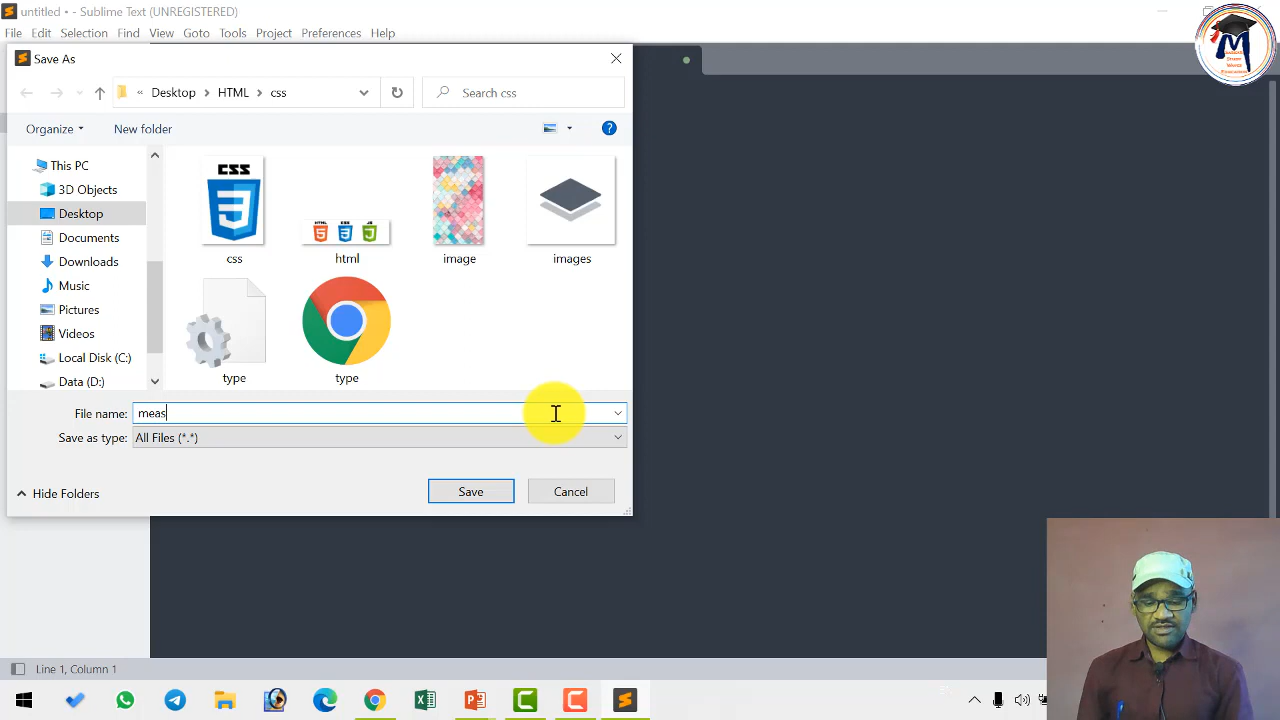 untitled • - Sublime Text (UNREGISTERED)
File Edit Selection Find View Goto Tools Project Preferences Help
Save As
« Desktop > HTML > css
Search css
Organize
New folder
This PC
3D Objects
Desktop
Documents
Downloads
Music
Pictures
Videos
Local Disk (C:)
Data (D:)
CSS
HTML CSS JS
css
html
image
images
type
type
File name: meas
Save as type: All Files (*.*)
Hide Folders
Save
Cancel
Line 1, Column 1
M